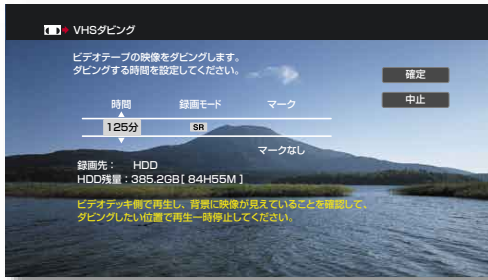 VHSダビング
ビデオテープの映像をダビングします。
ダビングする時間を設定してください。
確定
中止
時間 録画モード マーク
125分 SR
マークなし
録画先： HDD
HDD残量：385.2GB[ 84H55M ]
ビデオデッキ側で再生し、背景に映像が見えていることを確認して、
ダビングしたい位置で再生一時停止してください。